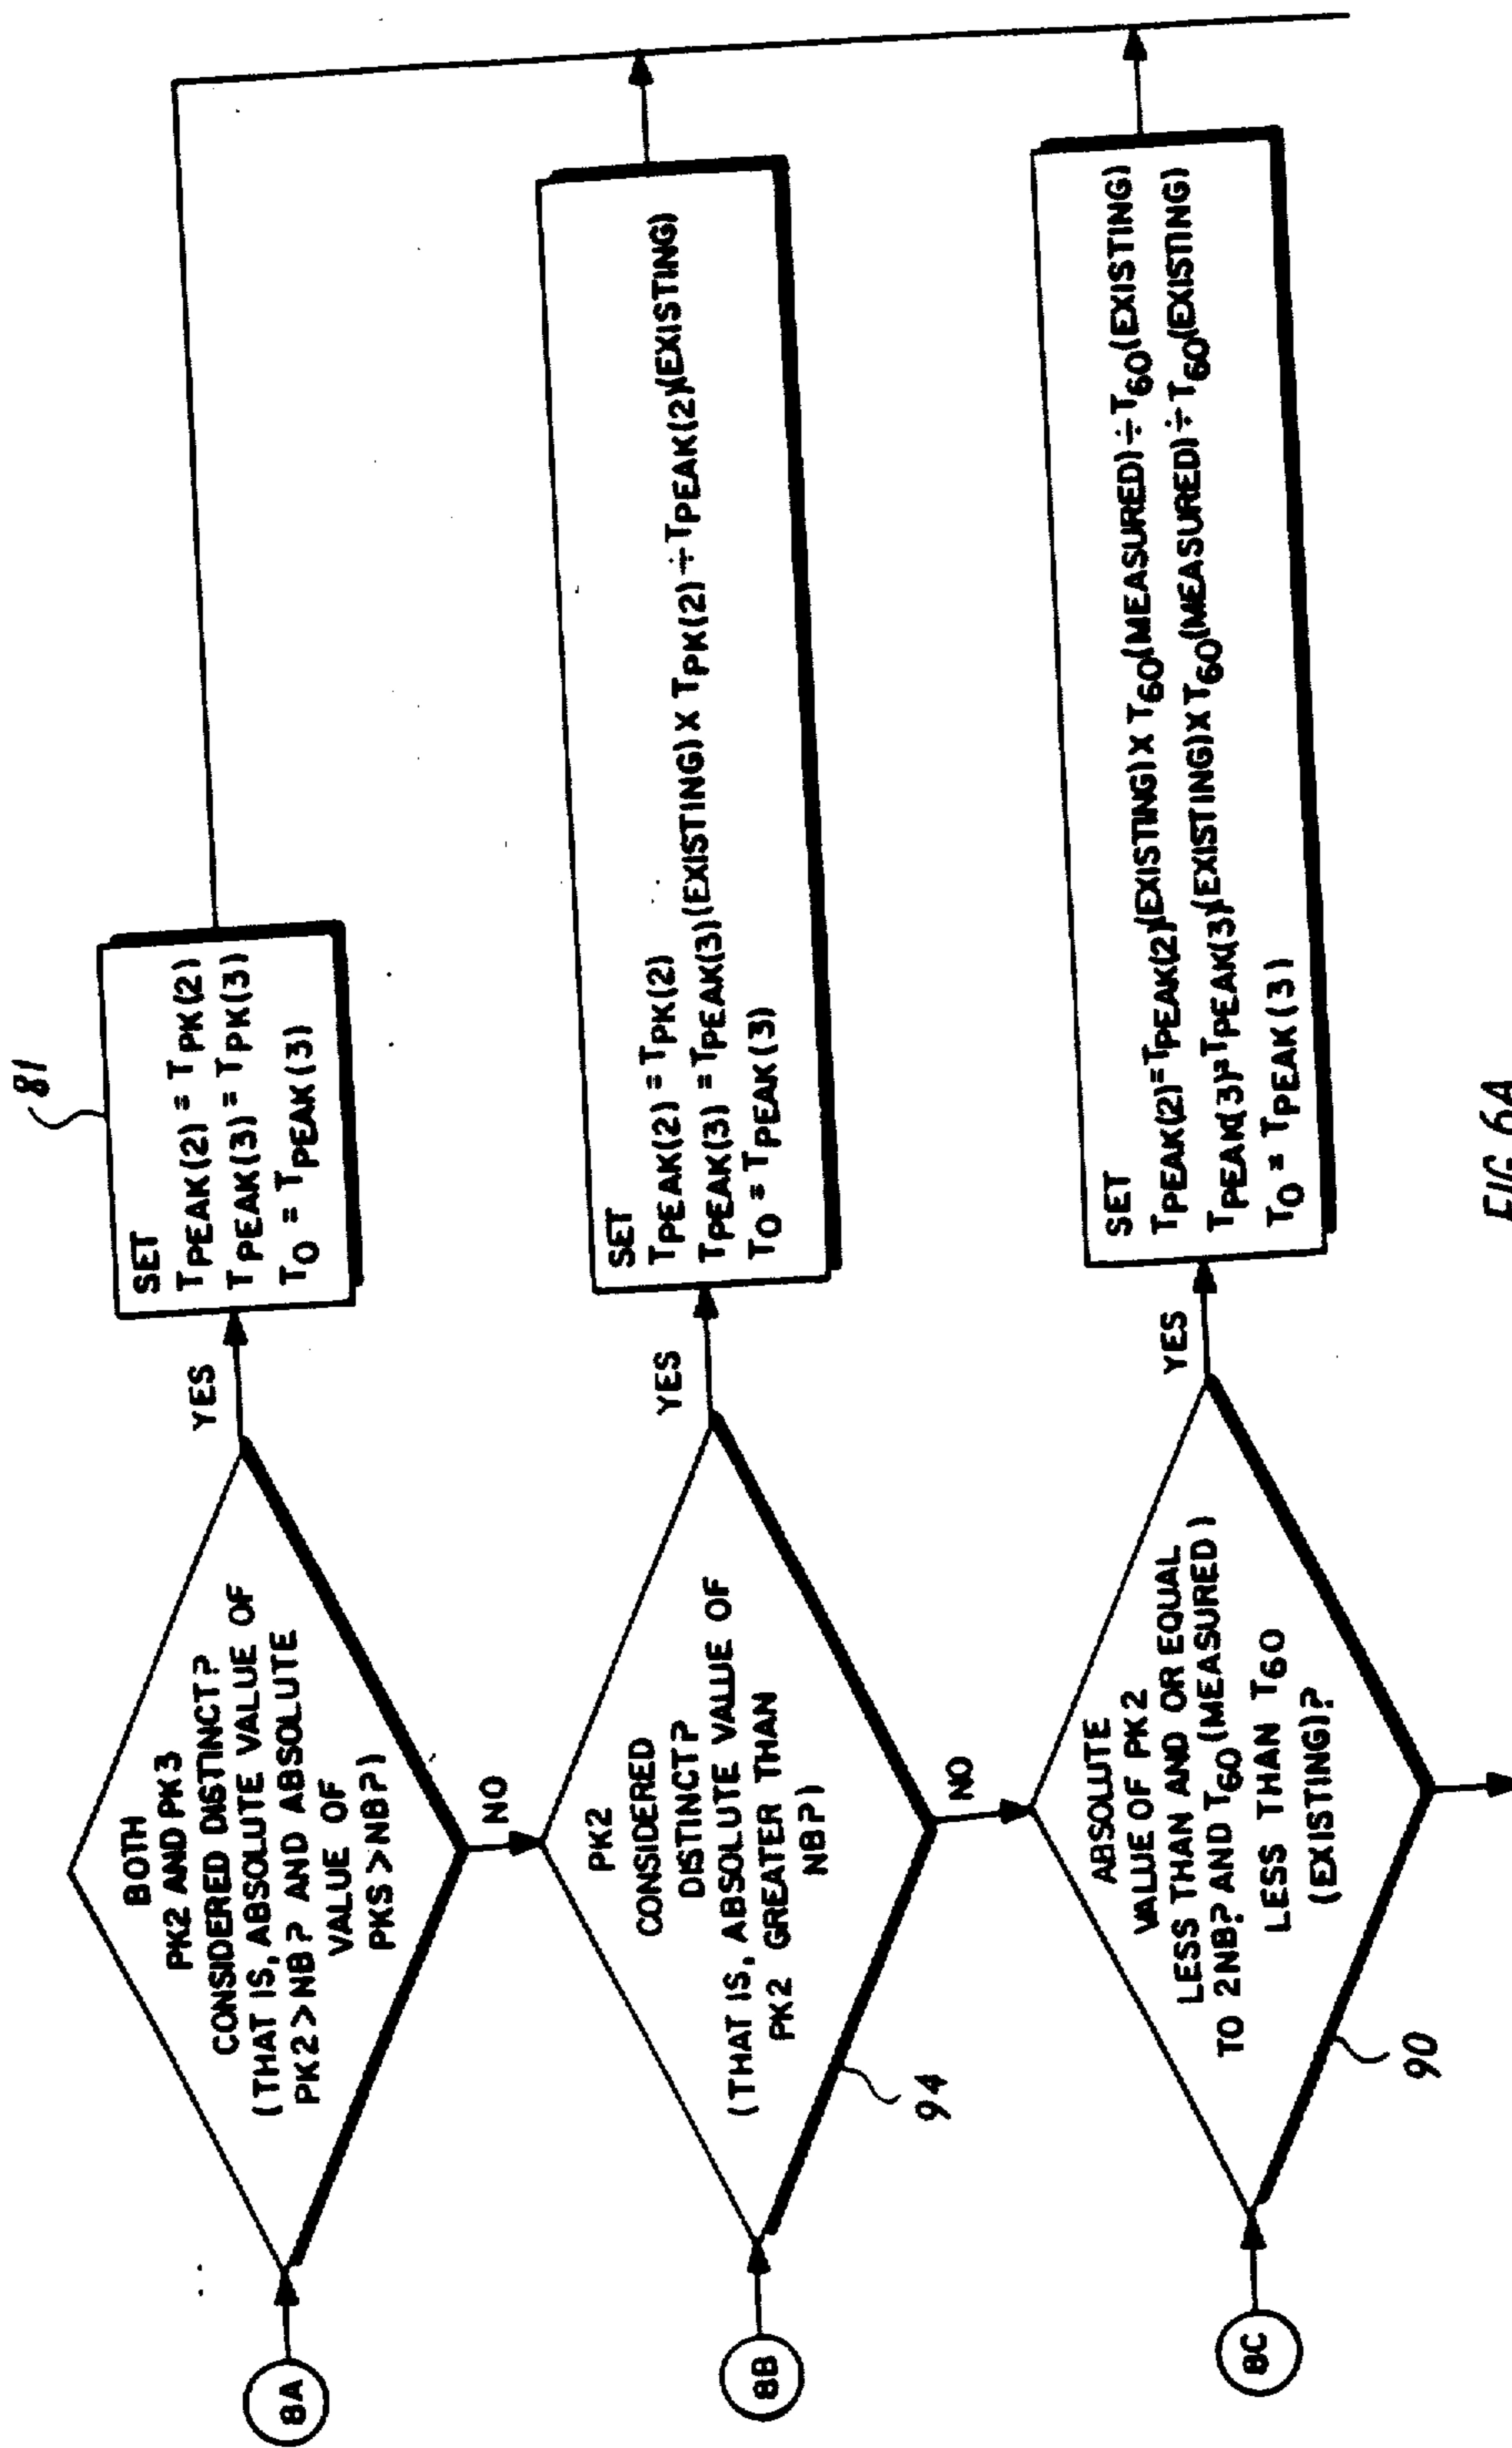 8A
BOTH
PK2 AND PK3
CONSIDERED DISTINCT?
(THAT IS, ABSOLUTE VALUE OF
PK2>NB? AND ABSOLUTE
VALUE OF
PKS>NB?)
YES
81
SET
TPEAK(2) = TPK(2)
TPEAK(3) = TPK(3)
TO = TPEAK(3)
NO
8B
PK2
CONSIDERED
DISTINCT?
(THAT IS, ABSOLUTE VALUE OF
PK2 GREATER THAN
NB?)
94
YES
SET
TPEAK(2) = TPK(2)
TPEAK(3) = TPEAK(3)(EXISTING) X TPK(2) ÷ TPEAK(2)(EXISTING)
TO = TPEAK(3)
NO
8C
ABSOLUTE
VALUE OF PK2
LESS THAN AND OR EQUAL
TO 2NB? AND T60 (MEASURED)
LESS THAN T60
(EXISTING)?
90
YES
SET
TPEAK(2)=TPEAK(2)(EXISTING) X T60(MEASURED) ÷ T60(EXISTING)
TPEAK(3)=TPEAK(3)(EXISTING) X T60(MEASURED) ÷ T60(EXISTING)
TO = TPEAK(3)
FIG. 6A